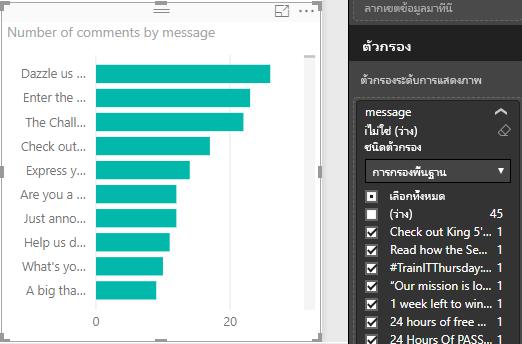 Number of comments by message
Dazzle us ...
Enter the ...
The Chall...
Check out...
Express y...
Are you a ...
Just anno...
Help us d...
What's yo...
A big tha...
0
20
ลากเขตข้อมูลมาที่นี่
ตัวกรอง
ตัวกรองระดับการแสดงภาพ
message
ไม่ใช่ (ว่าง)
ชนิดตัวกรอง
การกรองพื้นฐาน
เลือกทั้งหมด
(ว่าง) 45
Check out King 5'... 1
Read how the Se... 1
#TrainITThursday:... 1
"Our mission is lo... 1
1 week left to win... 1
24 hours of free ... 1
24 Hours Of PASS... 1